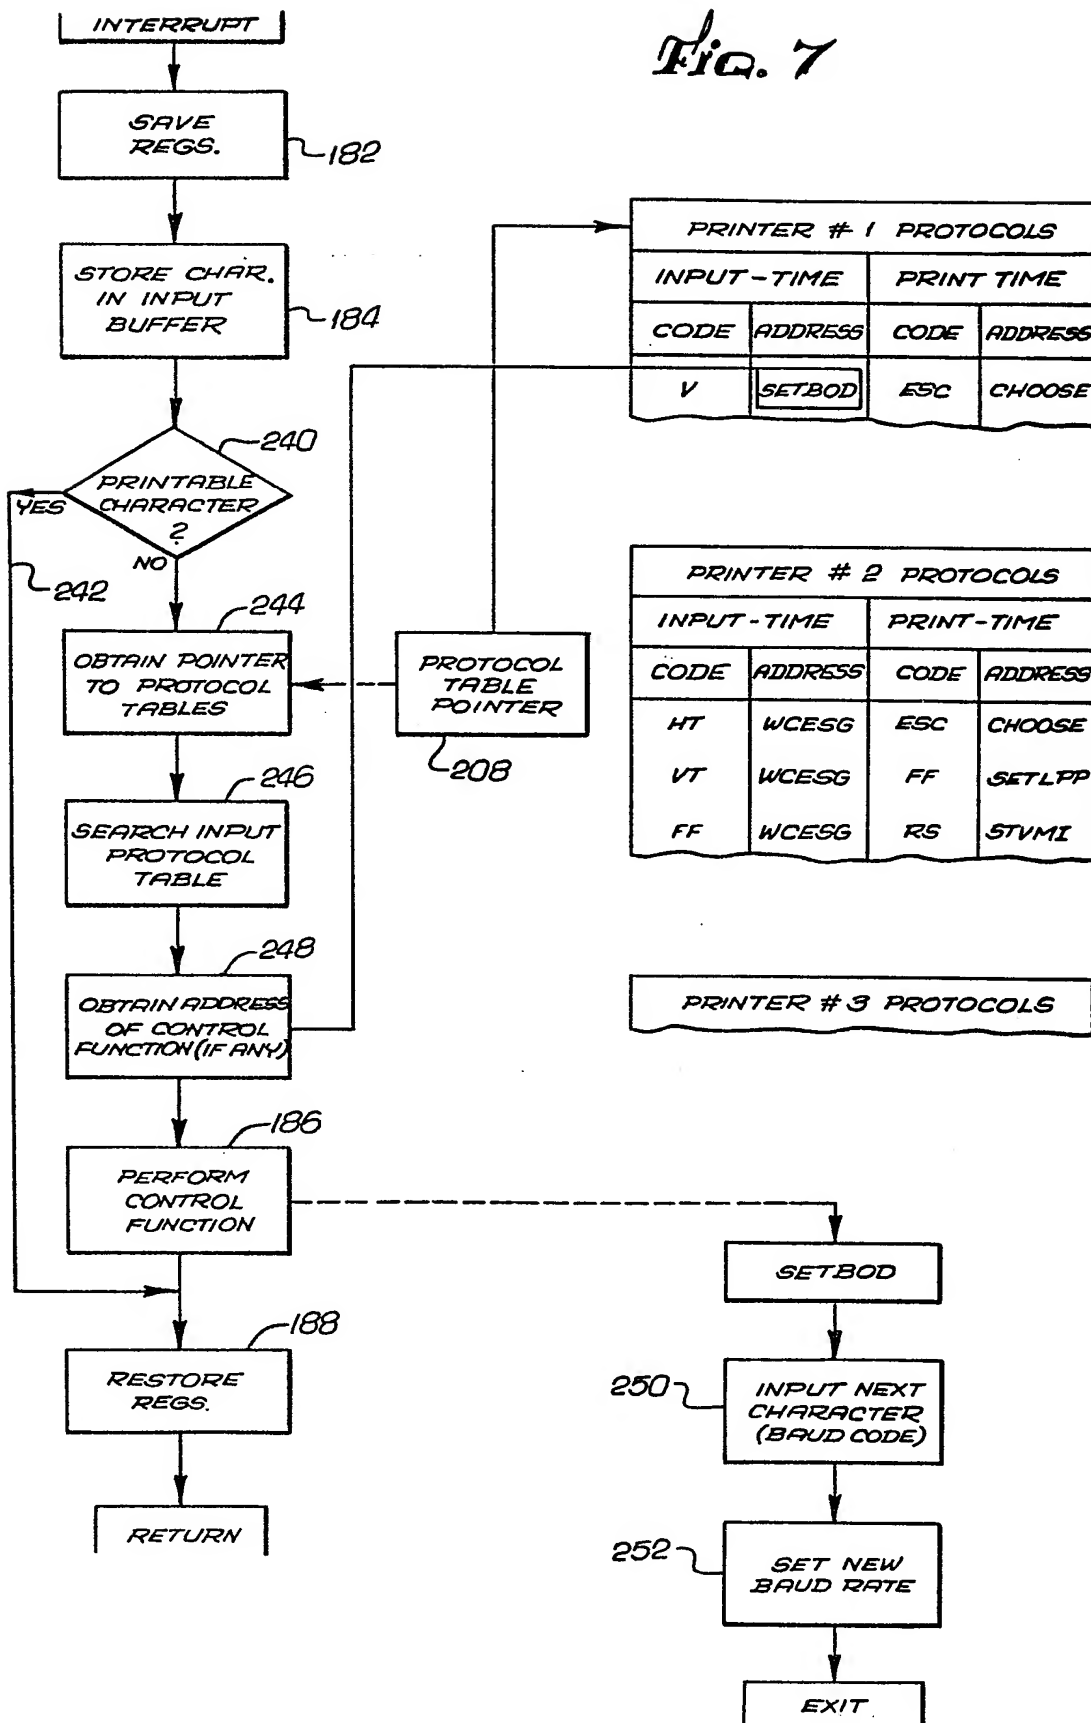 Fig. 7
INTERRUPT
SAVE
REGS.
182
STORE CHAR.
IN INPUT
BUFFER
184
240
PRINTABLE
CHARACTER
?
YES
NO
242
244
OBTAIN POINTER
TO PROTOCOL
TABLES
PROTOCOL
TABLE
POINTER
208
246
SEARCH INPUT
PROTOCOL
TABLE
248
OBTAIN ADDRESS
OF CONTROL
FUNCTION (IF ANY)
186
PERFORM
CONTROL
FUNCTION
188
RESTORE
REGS.
RETURN
PRINTER # 1 PROTOCOLS
INPUT-TIME PRINT TIME
CODE ADDRESS CODE ADDRESS
V SETBOD ESC CHOOSE
PRINTER # 2 PROTOCOLS
INPUT-TIME PRINT-TIME
CODE ADDRESS CODE ADDRESS
HT WCESG ESC CHOOSE
VT WCESG FF SETLPP
FF WCESG RS STVMI
PRINTER # 3 PROTOCOLS
SETBOD
250
INPUT NEXT
CHARACTER
(BAUD CODE)
252
SET NEW
BAUD RATE
EXIT